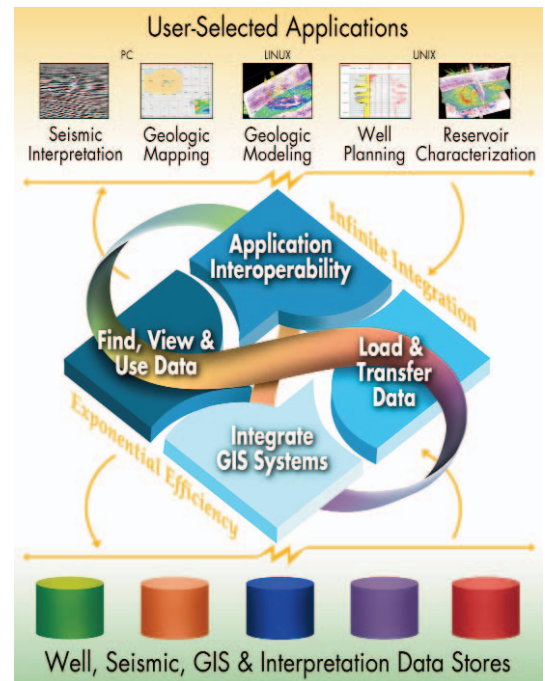 User-Selected Applications
PC LINUX UNIX
Seismic Interpretation
Geologic Mapping
Geologic Modeling
Well Planning
Reservoir Characterization
Infinite Integration
Application
Interoperability
Find, View &
Use Data
Load &
Transfer
Data
Integrate
GIS Systems
Exponential Efficiency
Well, Seismic, GIS & Interpretation Data Stores